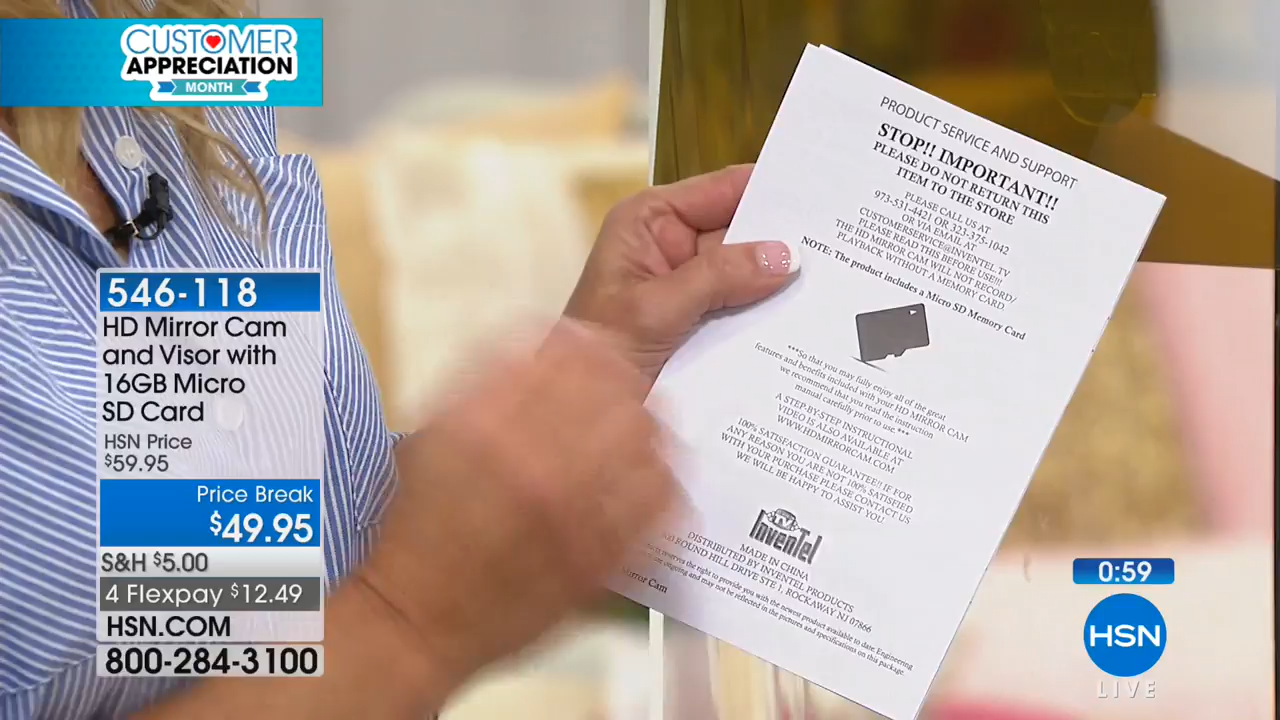 CUSTOMER
APPRECIATION
MONTH
546-118
HD Mirror Cam
and Visor with
16GB Micro
SD Card
HSN Price
$59.95
Price Break
$49.95
S&H $5.00
4 Flexpay $12.49
HSN.COM
800-284-3100
PRODUCT SERVICE AND SUPPORT
STOP!! IMPORTANT!!
PLEASE DO NOT RETURN THIS
ITEM TO THE STORE
PLEASE CALL US AT
973-531-4421 OR 323-375-1042
OR VIA EMAIL AT
CUSTOMERSERVICE@INVENTEL.TV
PLEASE READ THIS BEFORE USE!!!
THE HD MIRROR CAM WILL NOT RECORD/
PLAYBACK WITHOUT A MEMORY CARD.
NOTE: The product includes a Micro SD Memory Card
***So that you may fully enjoy all of the great
features and benefits included with your HD MIRROR CAM
we recommend that you read the instruction
manual carefully prior to use.***
A STEP-BY-STEP INSTRUCTIONAL
VIDEO IS ALSO AVAILABLE AT
WWW.HDMIRRORCAM.COM
100% SATISFACTION GUARANTEE!! IF FOR
ANY REASON YOU ARE NOT 100% SATISFIED
WITH YOUR PURCHASE PLEASE CONTACT US
WE WILL BE HAPPY TO ASSIST YOU
TV
InvenTel
MADE IN CHINA
DISTRIBUTED BY INVENTEL PRODUCTS
ROUND HILL DRIVE STE 1, ROCKAWAY, NJ 07866
reserves the right to provide you with the newest product available to date. Engineering
are ongoing and may not be reflected in the pictures and specifications on this package.
Mirror Cam
0:59
HSN
LIVE